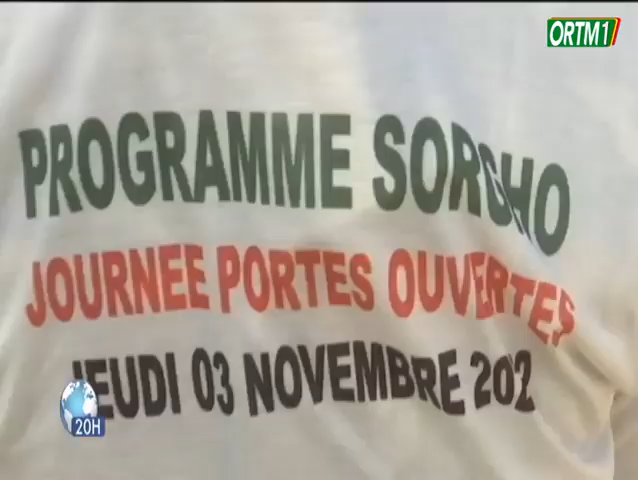 ORTM1
PROGRAMME SORGHO
JOURNEE PORTES OUVERTES
JEUDI 03 NOVEMBRE 202
20H